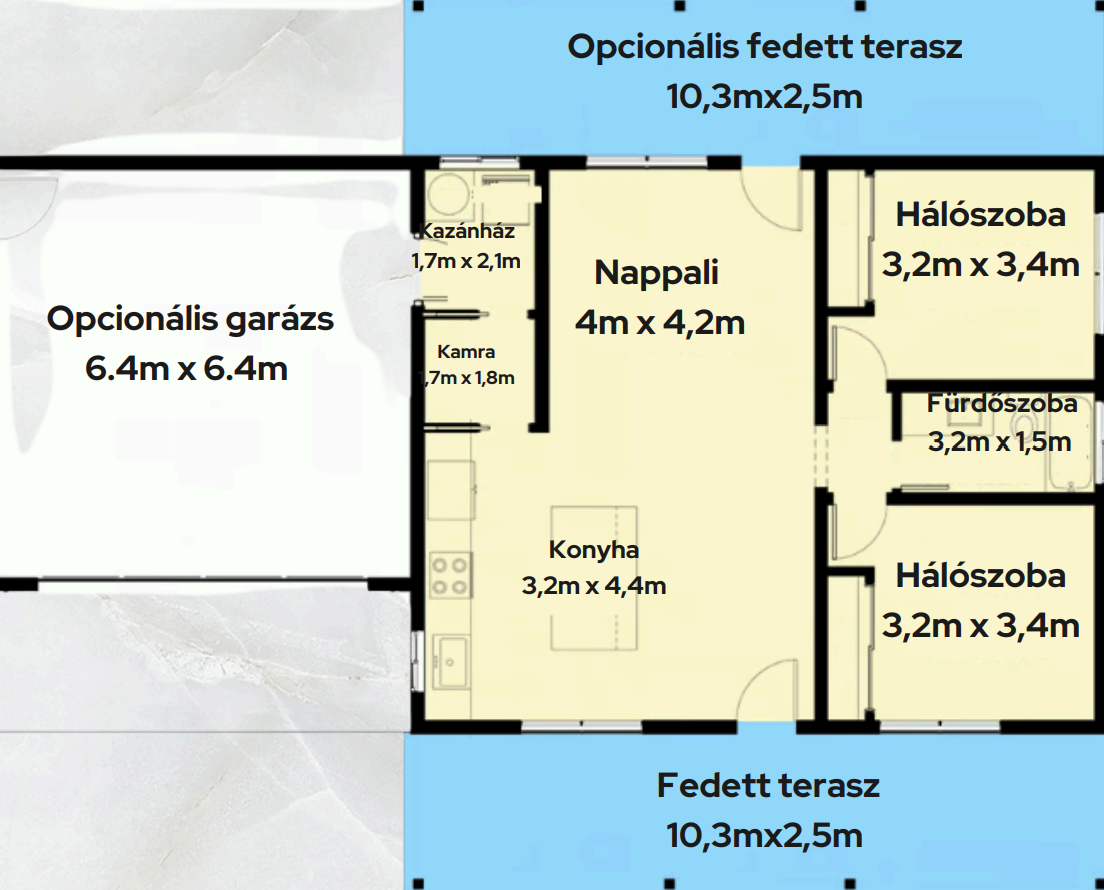 Opcionális fedett terasz
10,3mx2,5m
Hálószoba
3,2m x 3,4m
Kazánház
1,7m x 2,1m
Nappali
4m x 4,2m
Opcionális garázs
6.4m x 6.4m
Kamra
1,7m x 1,8m
Fürdőszoba
3,2m x 1,5m
Konyha
3,2m x 4,4m
Hálószoba
3,2m x 3,4m
Fedett terasz
10,3mx2,5m